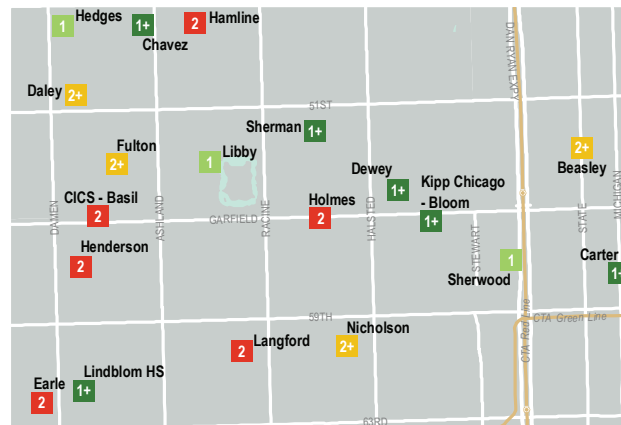 1 Hedges
1+
Chavez
2 Hamline
DAN RYAN EXPY
Daley 2+
51ST
Sherman 1+
Fulton
2+
1 Libby
2+
Beasley
Dewey
1+
Kipp Chicago
- Bloom
1+
CICS - Basil
2
Holmes
2
GARFIELD
DAMEN
ASHLAND
RACINE
HALSTED
STEWART
STATE
MICHIGAN
Henderson
2
1
Sherwood
Carter
1+
59TH
CTA Green Line
CTA Red Line
2 Langford
Nicholson
2+
Earle
2
Lindblom HS
1+
63RD